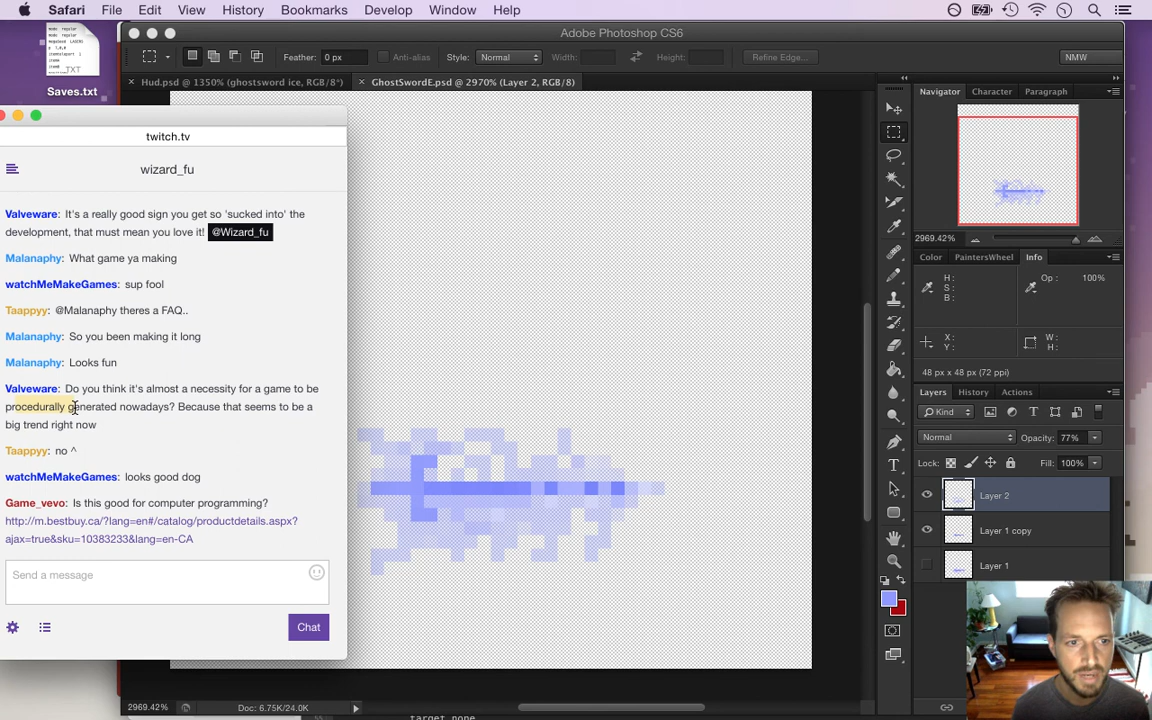 Safari File Edit View History Bookmarks Develop Window Help
TXT
Saves.txt
Adobe Photoshop CS6
Feather: 0 px Anti-alias Style: Normal Width: Height: Refine Edge... NMW
Hud.psd @ 1350% (ghostsword ice, RGB/8*) GhostSwordE.psd @ 2970% (Layer 2, RGB/8)
twitch.tv
wizard_fu
Valveware: It's a really good sign you get so 'sucked into' the
development, that must mean you love it! @Wizard_fu
Malanaphy: What game ya making
watchMeMakeGames: sup fool
Taappyy: @Malanaphy theres a FAQ..
Malanaphy: So you been making it long
Malanaphy: Looks fun
Valveware: Do you think it's almost a necessity for a game to be
procedurally generated nowadays? Because that seems to be a
big trend right now
Taappyy: no ^
watchMeMakeGames: looks good dog
Game_vevo: Is this good for computer programming?
http://m.bestbuy.ca/?lang=en#/catalog/productdetails.aspx?
ajax=true&sku=10383233&lang=en-CA
Send a message
Chat
Navigator Character Paragraph
2969.42%
Color PaintersWheel Info
H: Op: 100%
S:
B:
X: W:
Y: H:
48 px x 48 px (72 ppi)
Layers History Actions
Kind
Normal Opacity: 77%
Lock: Fill: 100%
Layer 2
Layer 1 copy
Layer 1
2969.42% Doc: 6.75K/24.0K
target none